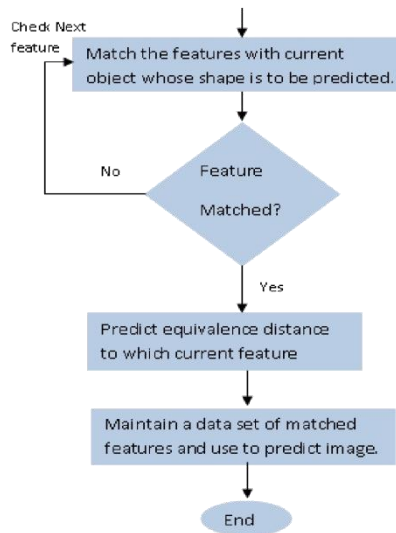 Check Next
feature
Match the features with current
object whose shape is to be predicted.
No
Feature
Matched?
Yes
Predict equivalence distance
to which current feature
Maintain a data set of matched
features and use to predict image.
End